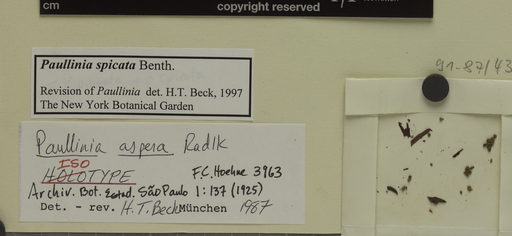 cm
copyright reserved
91-87/43
Paullinia spicata Benth.
Revision of Paullinia det. H.T. Beck, 1997
The New York Botanical Garden
Paullinia aspera Radlk
ISO
HOLOTYPE F.C. Hoehne 3963
Archiv. Bot. Estad. São Paulo 1:137 (1925)
Det. - rev. H.T. Beck München 1987